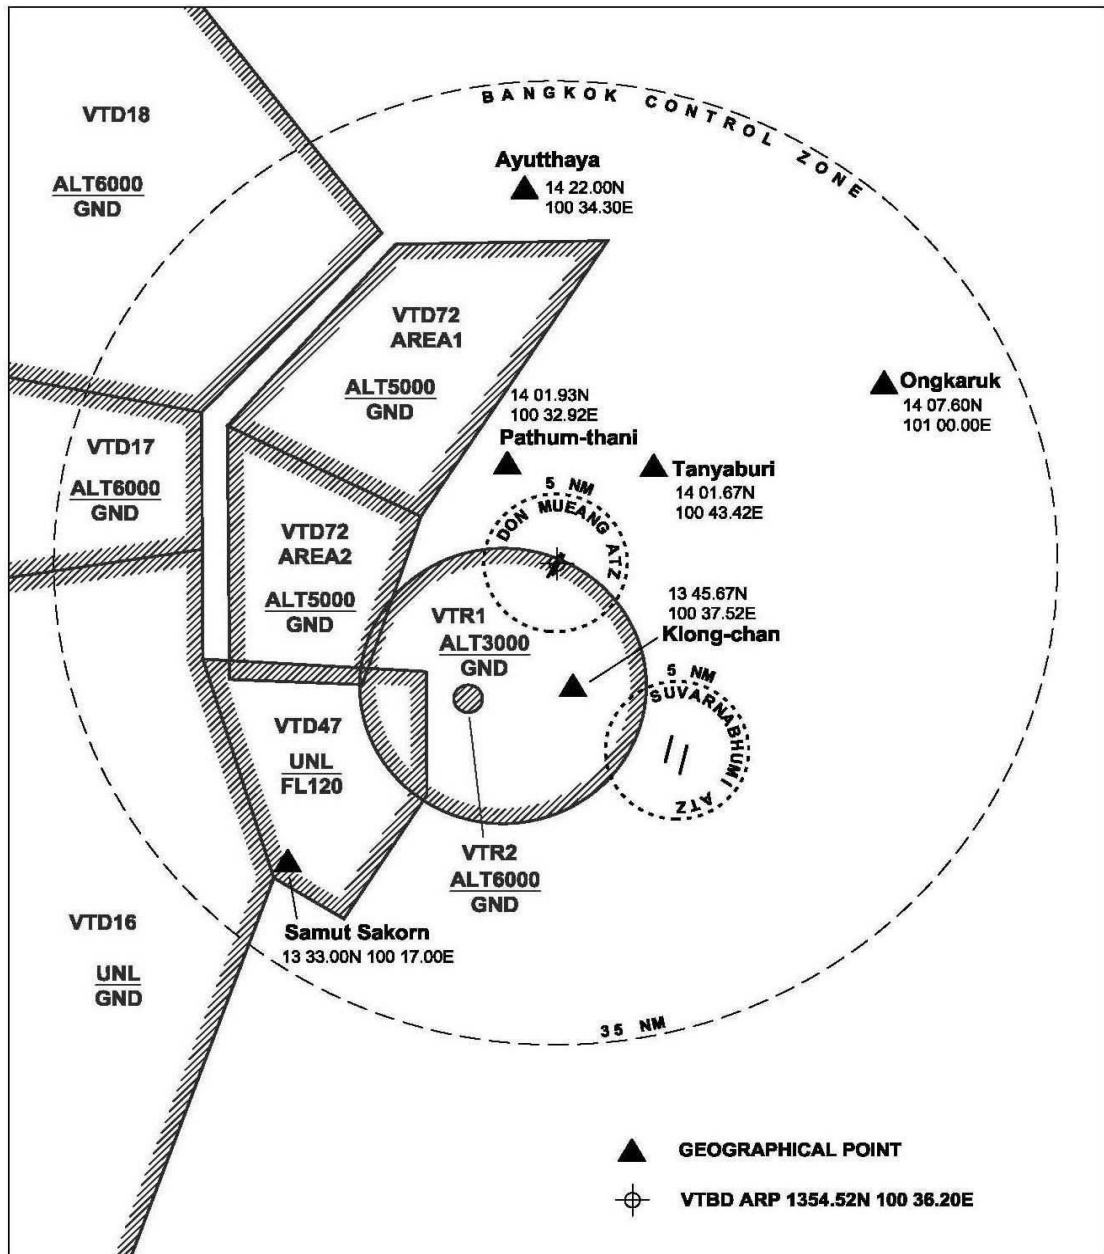 BANGKOK CONTROL ZONE
VTD18
ALT6000
GND
Ayutthaya
14 22.00N
100 34.30E
VTD72
AREA1
ALT5000
GND
14 01.93N
100 32.92E
Pathum-thani
Ongkaruk
14 07.60N
101 00.00E
VTD17
ALT6000
GND
Tanyaburi
14 01.67N
100 43.42E
5 NM
DON MUEANG ATZ
VTD72
AREA2
ALT5000
GND
13 45.67N
100 37.52E
Klong-chan
VTR1
ALT3000
GND
5 NM
SUVARNABHUMI ATZ
VTD47
UNL
FL120
VTR2
ALT6000
GND
VTD16
UNL
GND
Samut Sakorn
13 33.00N 100 17.00E
35 NM
GEOGRAPHICAL POINT
VTBD ARP 1354.52N 100 36.20E